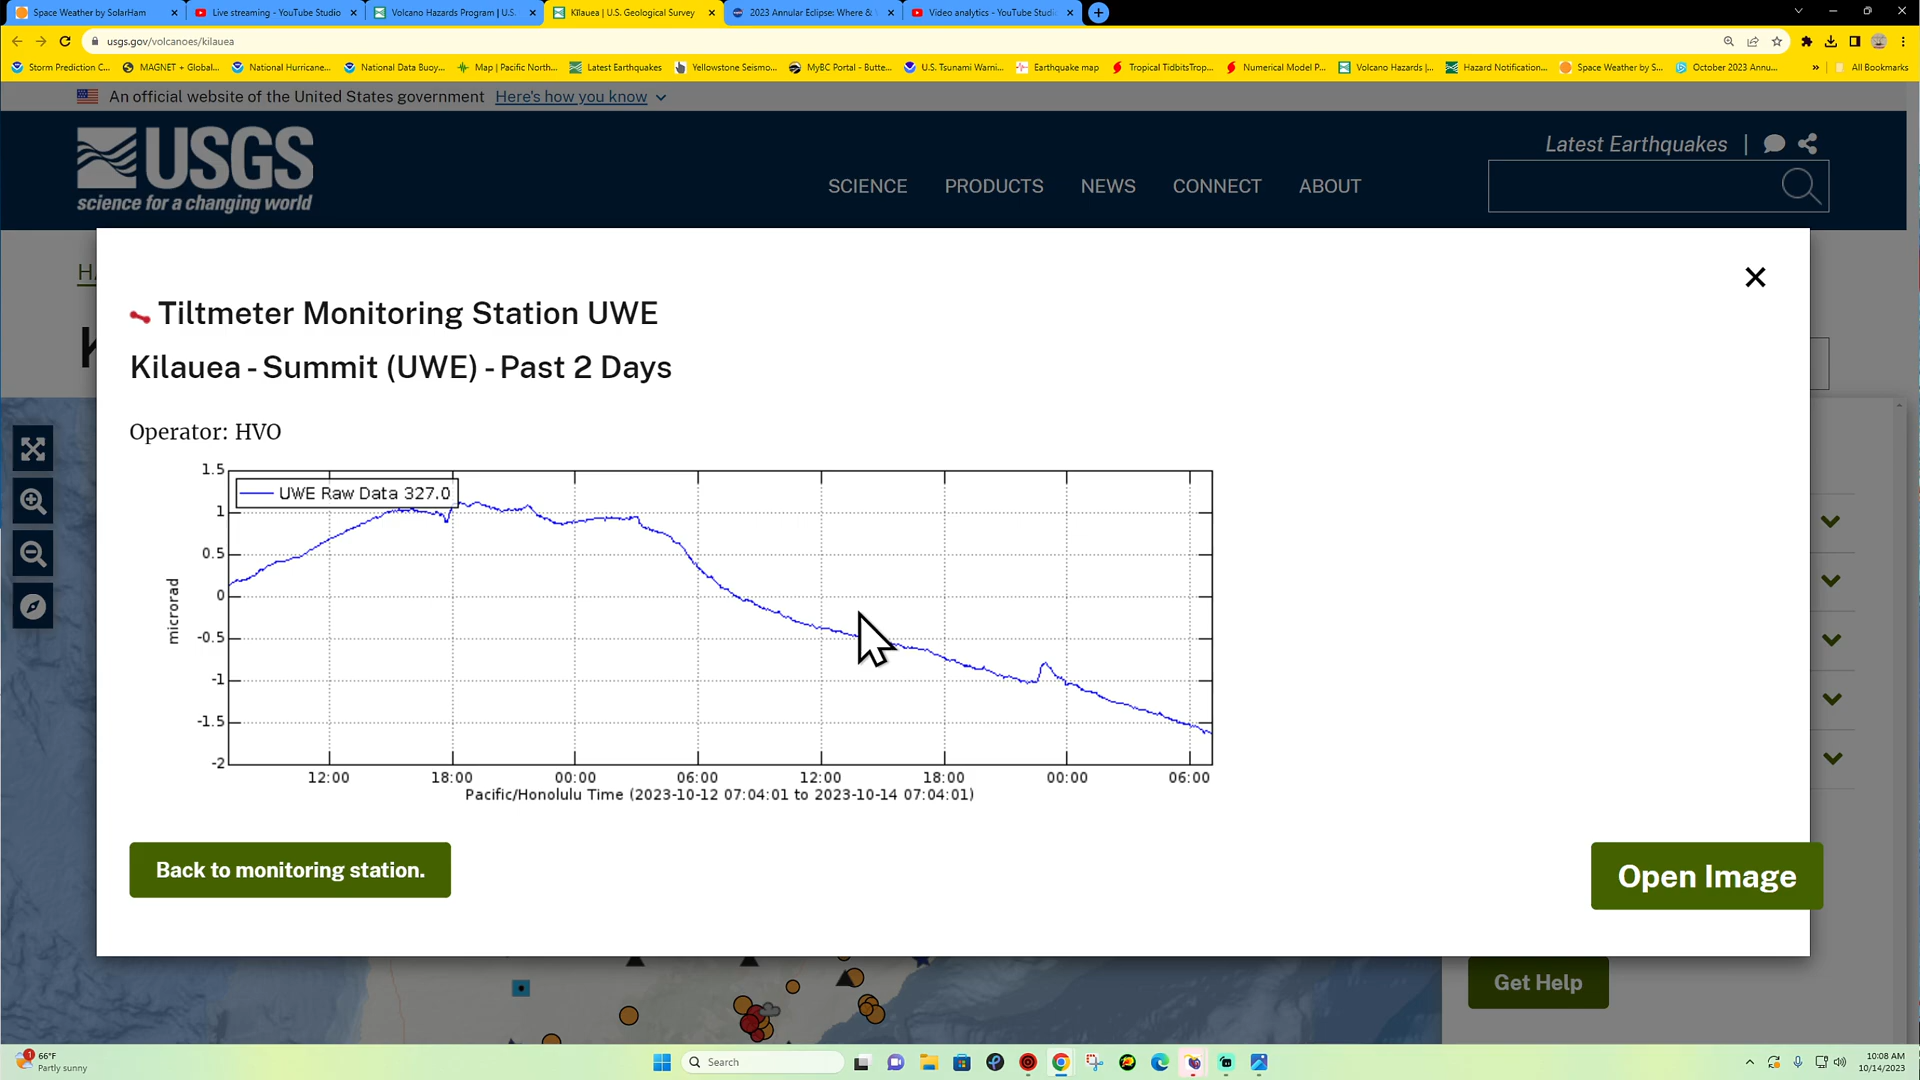 Space Weather by SolarHam
Live streaming - YouTube Studio
Volcano Hazards Program | U.S.
Kīlauea | U.S. Geological Survey
2023 Annular Eclipse: Where &
Video analytics - YouTube Studio
usgs.gov/volcanoes/kilauea
Storm Prediction C... MAGNET + Global... National Hurricane... National Data Buoy... Map | Pacific North... Latest Earthquakes Yellowstone Seismo... MyBC Portal - Butte... U.S. Tsunami Warni... Earthquake map Tropical TidbitsTrop... Numerical Model P... Volcano Hazards |... Hazard Notification... Space Weather by S... October 2023 Annu... » All Bookmarks
An official website of the United States government Here's how you know
USGS
science for a changing world
Latest Earthquakes |
SCIENCE PRODUCTS NEWS CONNECT ABOUT
Tiltmeter Monitoring Station UWE
Kilauea - Summit (UWE) - Past 2 Days
Operator: HVO
UWE Raw Data 327.0
1.5
1
0.5
0
-0.5
-1
-1.5
-2
microrad
12:00 18:00 00:00 06:00 12:00 18:00 00:00 06:00
Pacific/Honolulu Time (2023-10-12 07:04:01 to 2023-10-14 07:04:01)
Back to monitoring station.
Open Image
Get Help
1
66°F
Partly sunny
Search
10:08 AM
10/14/2023